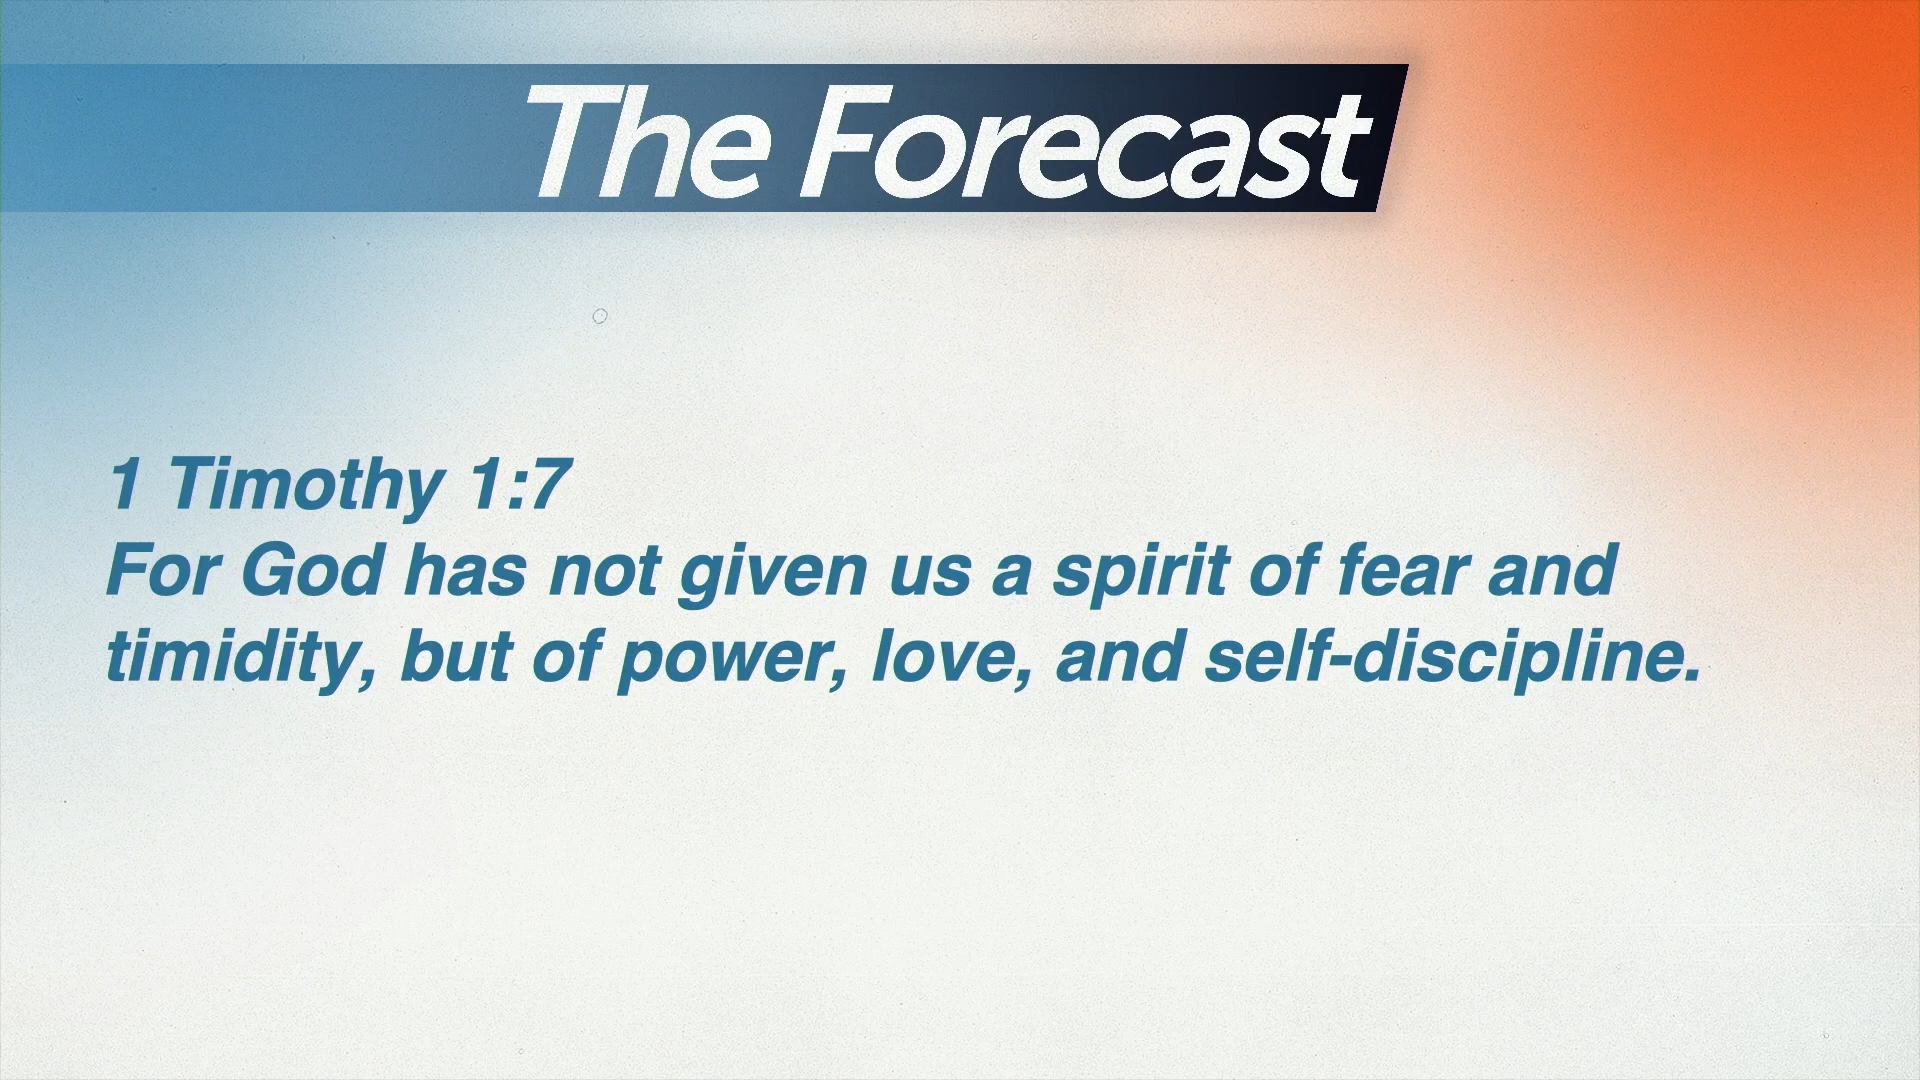 The Forecast
1 Timothy 1:7
For God has not given us a spirit of fear and
timidity, but of power, love, and self-discipline.